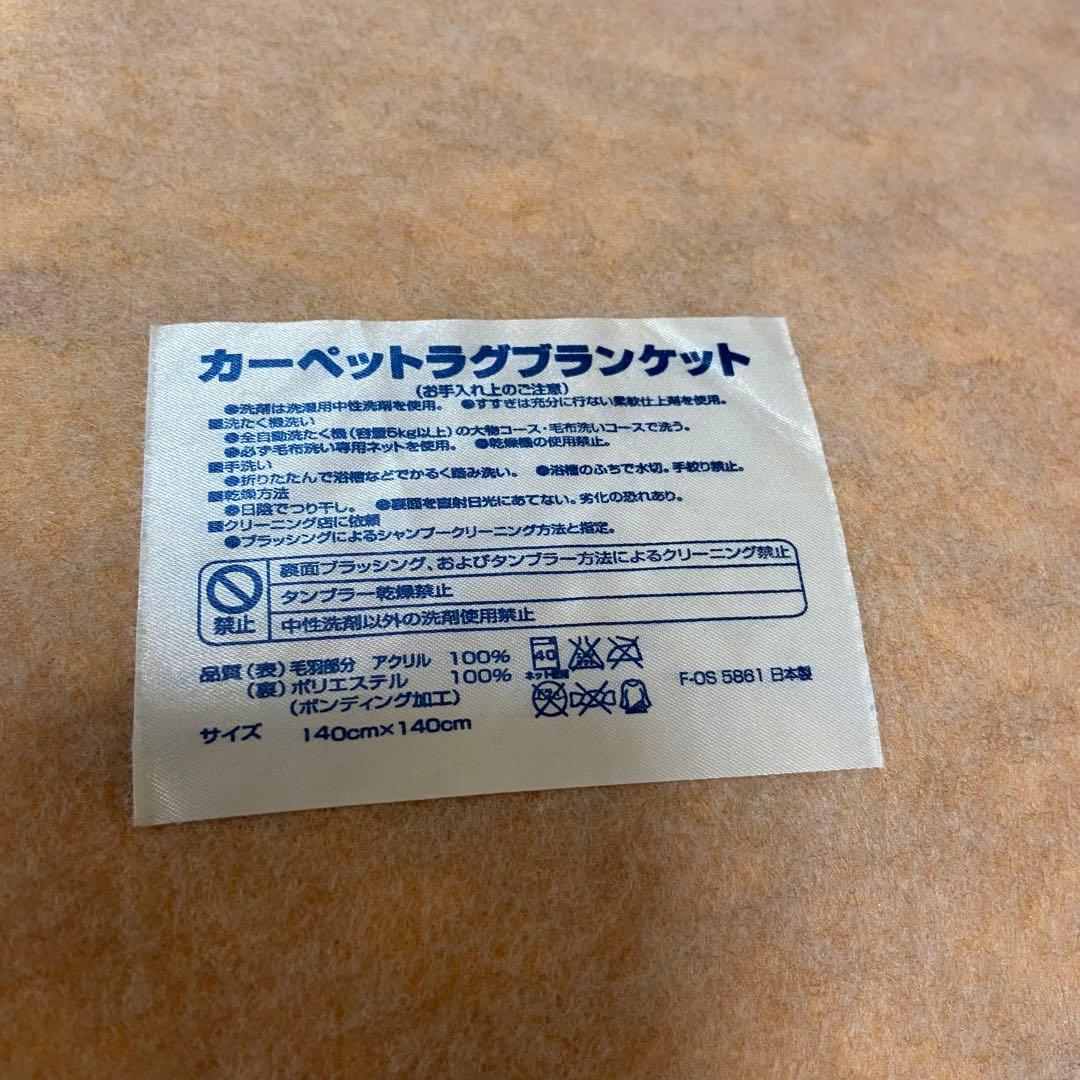 カーペットラグブランケット
(お手入れ上のご注意)
●洗剤は洗濯用中性洗剤を使用。 ●すすぎは充分に行ない柔軟仕上剤を使用。
■洗たく機洗い
●全自動洗たく機(容量5kg以上)の大物コース・毛布洗いコースで洗う。
●必ず毛布洗い専用ネットを使用。 ●乾燥機の使用禁止。
■手洗い
●折りたたんで浴槽などでかるく踏み洗い。 ●浴槽のふちで水切。手絞り禁止。
■乾燥方法
●日陰でつり干し。 ●裏面を直射日光にあてない。劣化の恐れあり。
■クリーニング店に依頼
●ブラッシングによるシャンプークリーニング方法と指定。
禁止
裏面ブラッシング、およびタンブラー方法によるクリーニング禁止
タンブラー乾燥禁止
中性洗剤以外の洗剤使用禁止
品質(表)毛羽部分 アクリル 100%
(裏)ポリエステル 100%
(ボンディング加工)
サイズ 140cm×140cm
40
ネット使用
F-OS 5861 日本製